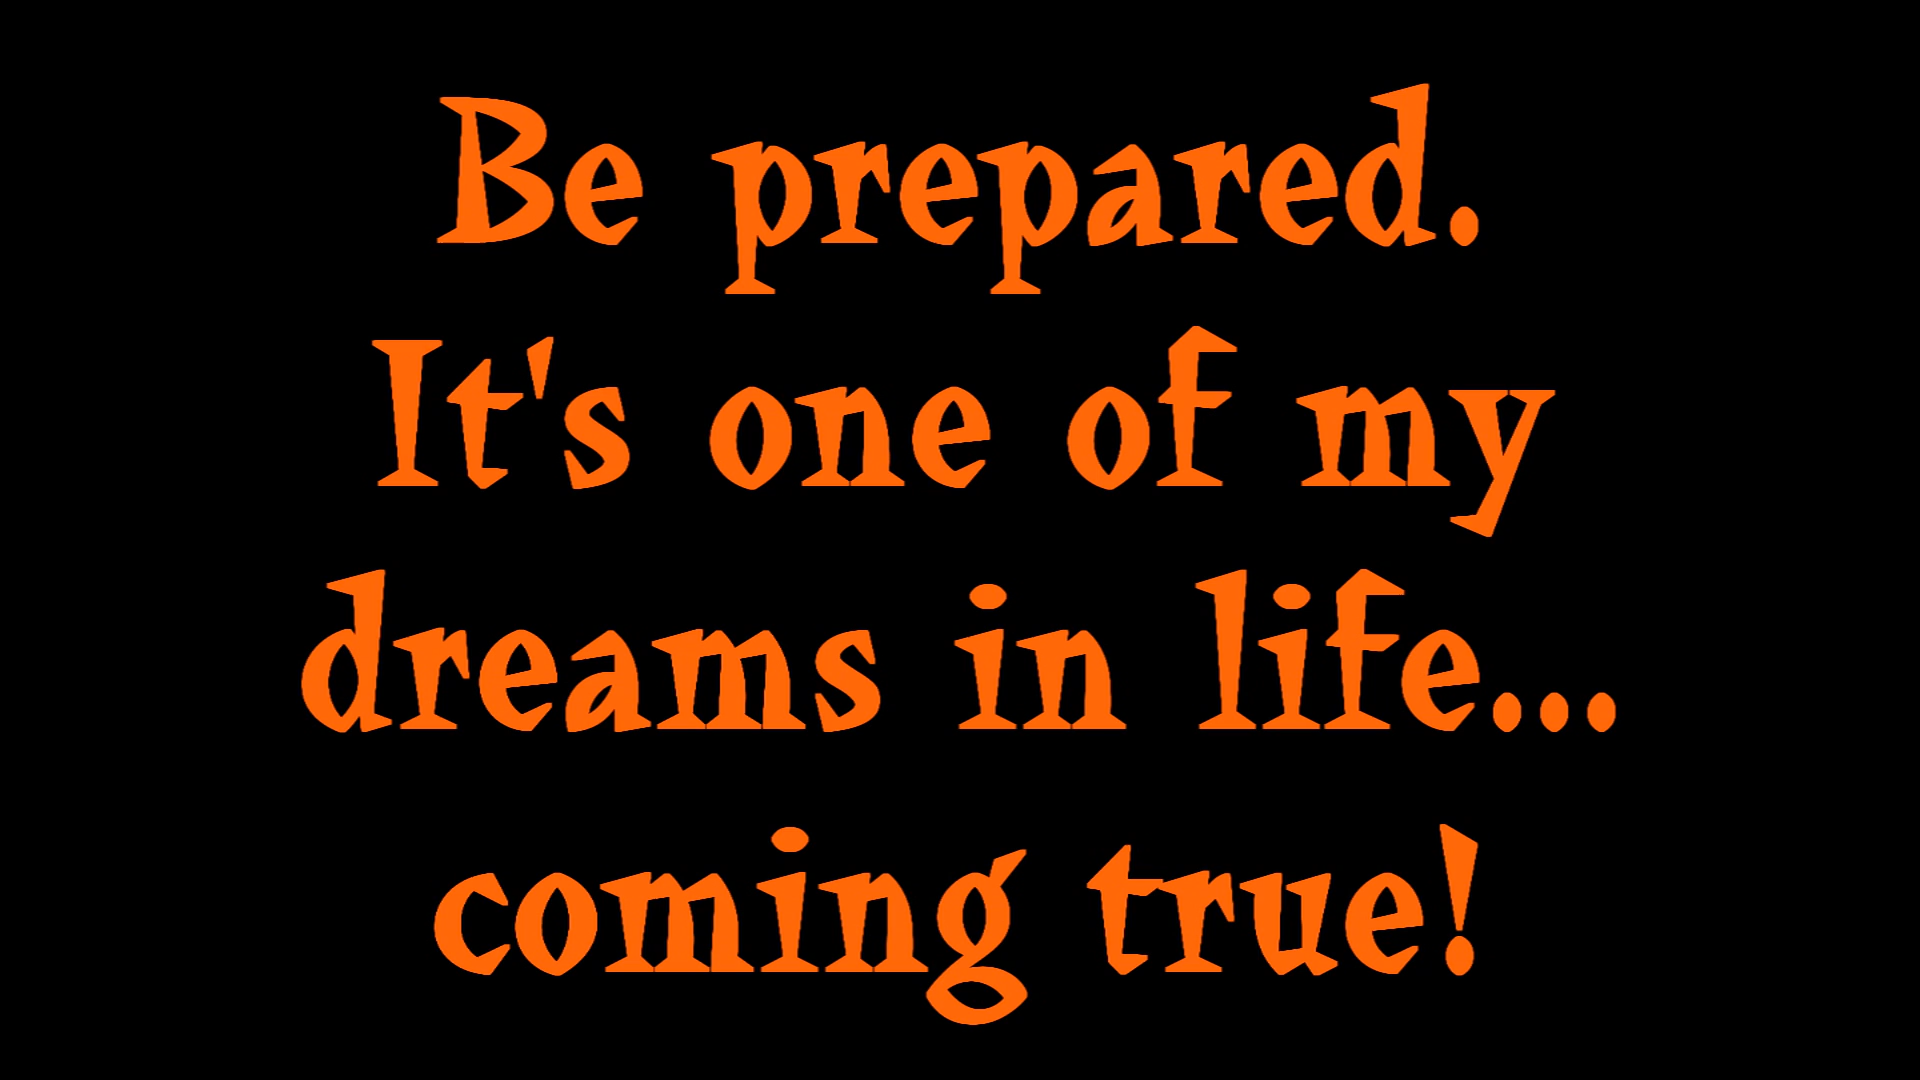 Be prepared.
It's one of my
dreams in life...
coming true!